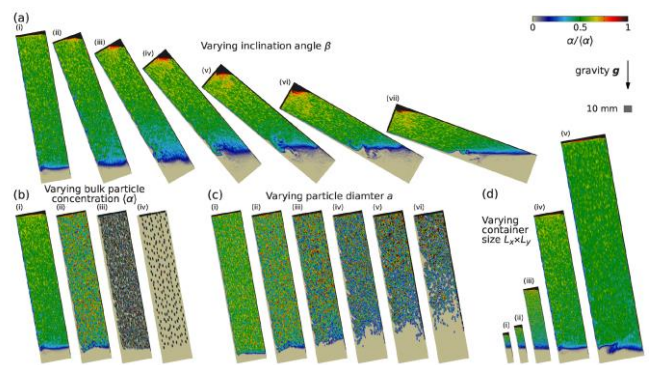 (a)
(i)
(ii)
(iii)
(iv)
(v)
(vi)
(vii)
Varying inclination angle β
0 0.5 1
α/⟨α⟩
gravity g
10 mm
(b)
Varying bulk particle
concentration ⟨α⟩
(i) (ii) (iii) (iv)
(c)
Varying particle diamter a
(i) (ii) (iii) (iv) (v) (vi)
(d)
Varying
container
size Lₓ×Lᵧ
(i)
(ii)
(iii)
(iv)
(v)